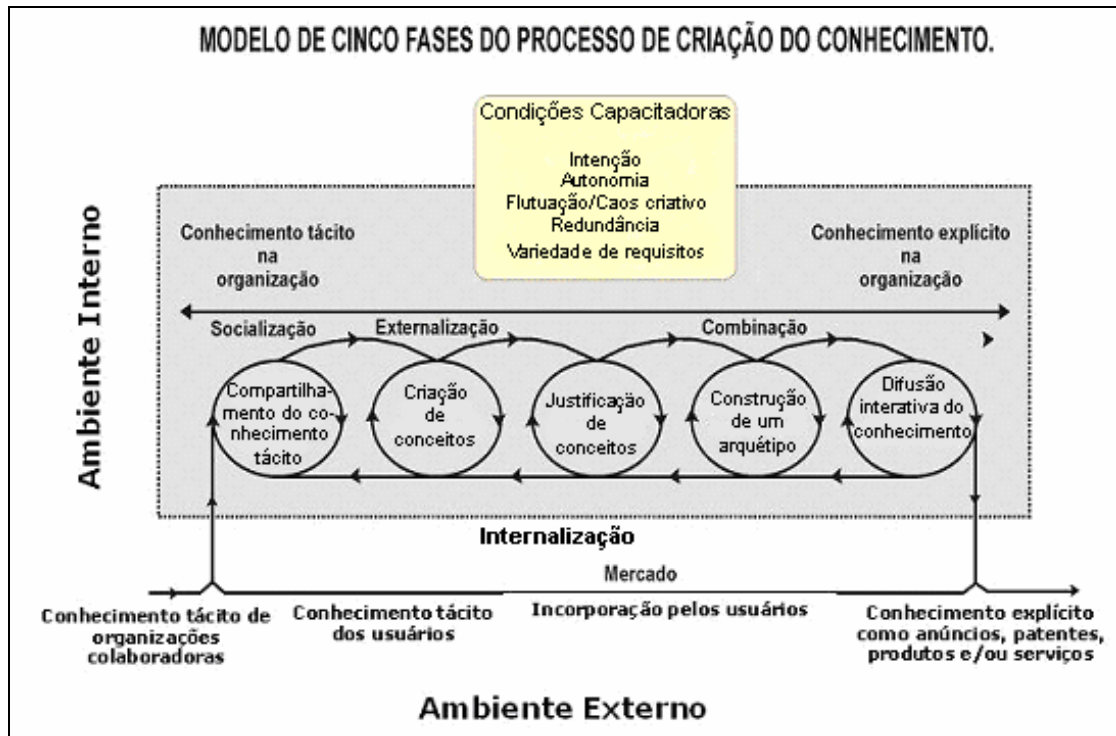 MODELO DE CINCO FASES DO PROCESSO DE CRIAÇÃO DO CONHECIMENTO.
Condições Capacitadoras
Intenção
Autonomia
Flutuação/Caos criativo
Redundância
Variedade de requisitos
Ambiente Interno
Conhecimento tácito
na
organização
Conhecimento explícito
na
organização
Socialização
Externalização
Combinação
Compartilha-
mento do co-
nhecimento
tácito
Criação
de
conceitos
Justificação
de
conceitos
Construção
de um
arquétipo
Difusão
interativa do
conhecimento
Internalização
Mercado
Conhecimento tácito de
organizações
colaboradoras
Conhecimento tácito
dos usuários
Incorporação pelos usuários
Conhecimento explícito
como anúncios, patentes,
produtos e/ou serviços
Ambiente Externo